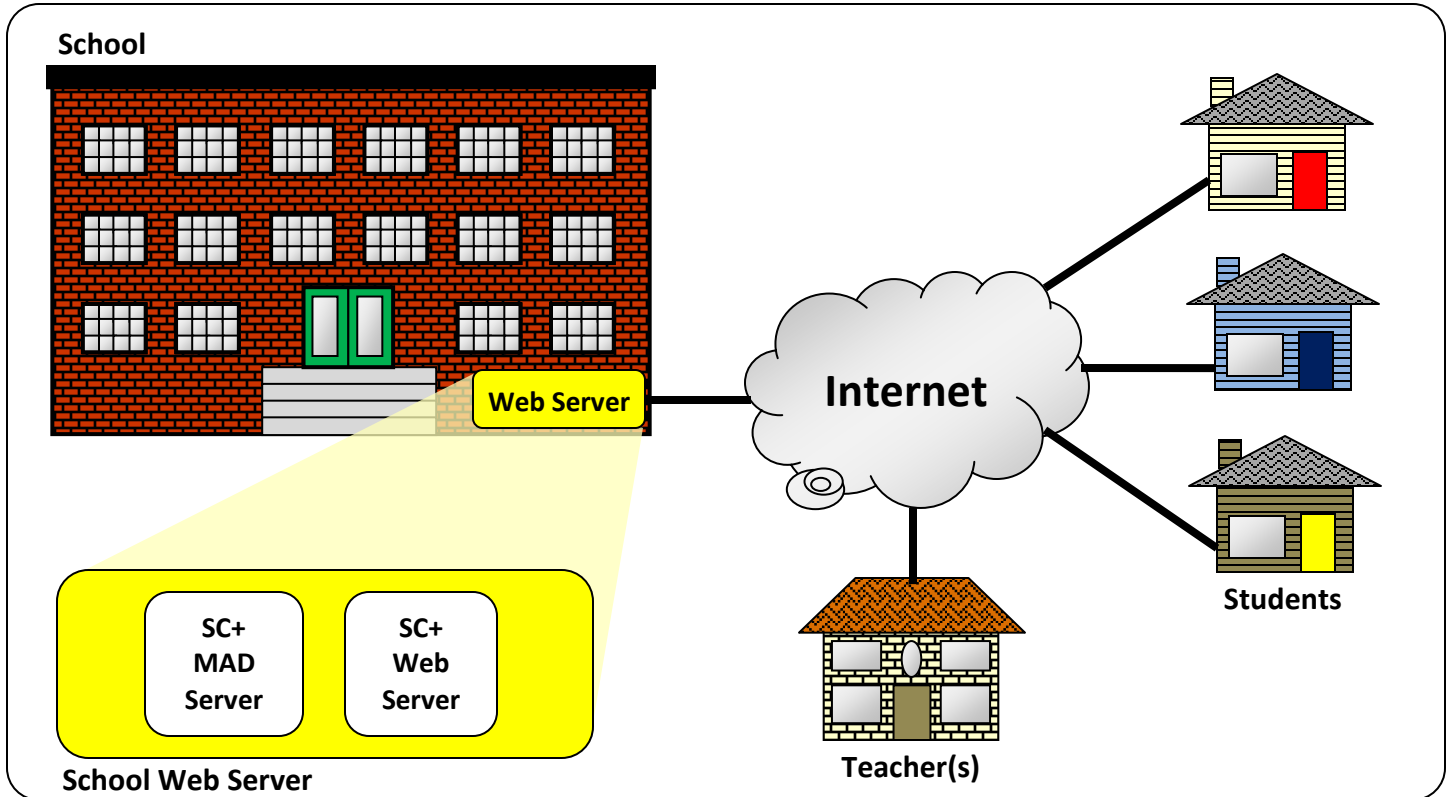 School
Web Server
Internet
Students
SC+
MAD
Server
SC+
Web
Server
Teacher(s)
School Web Server